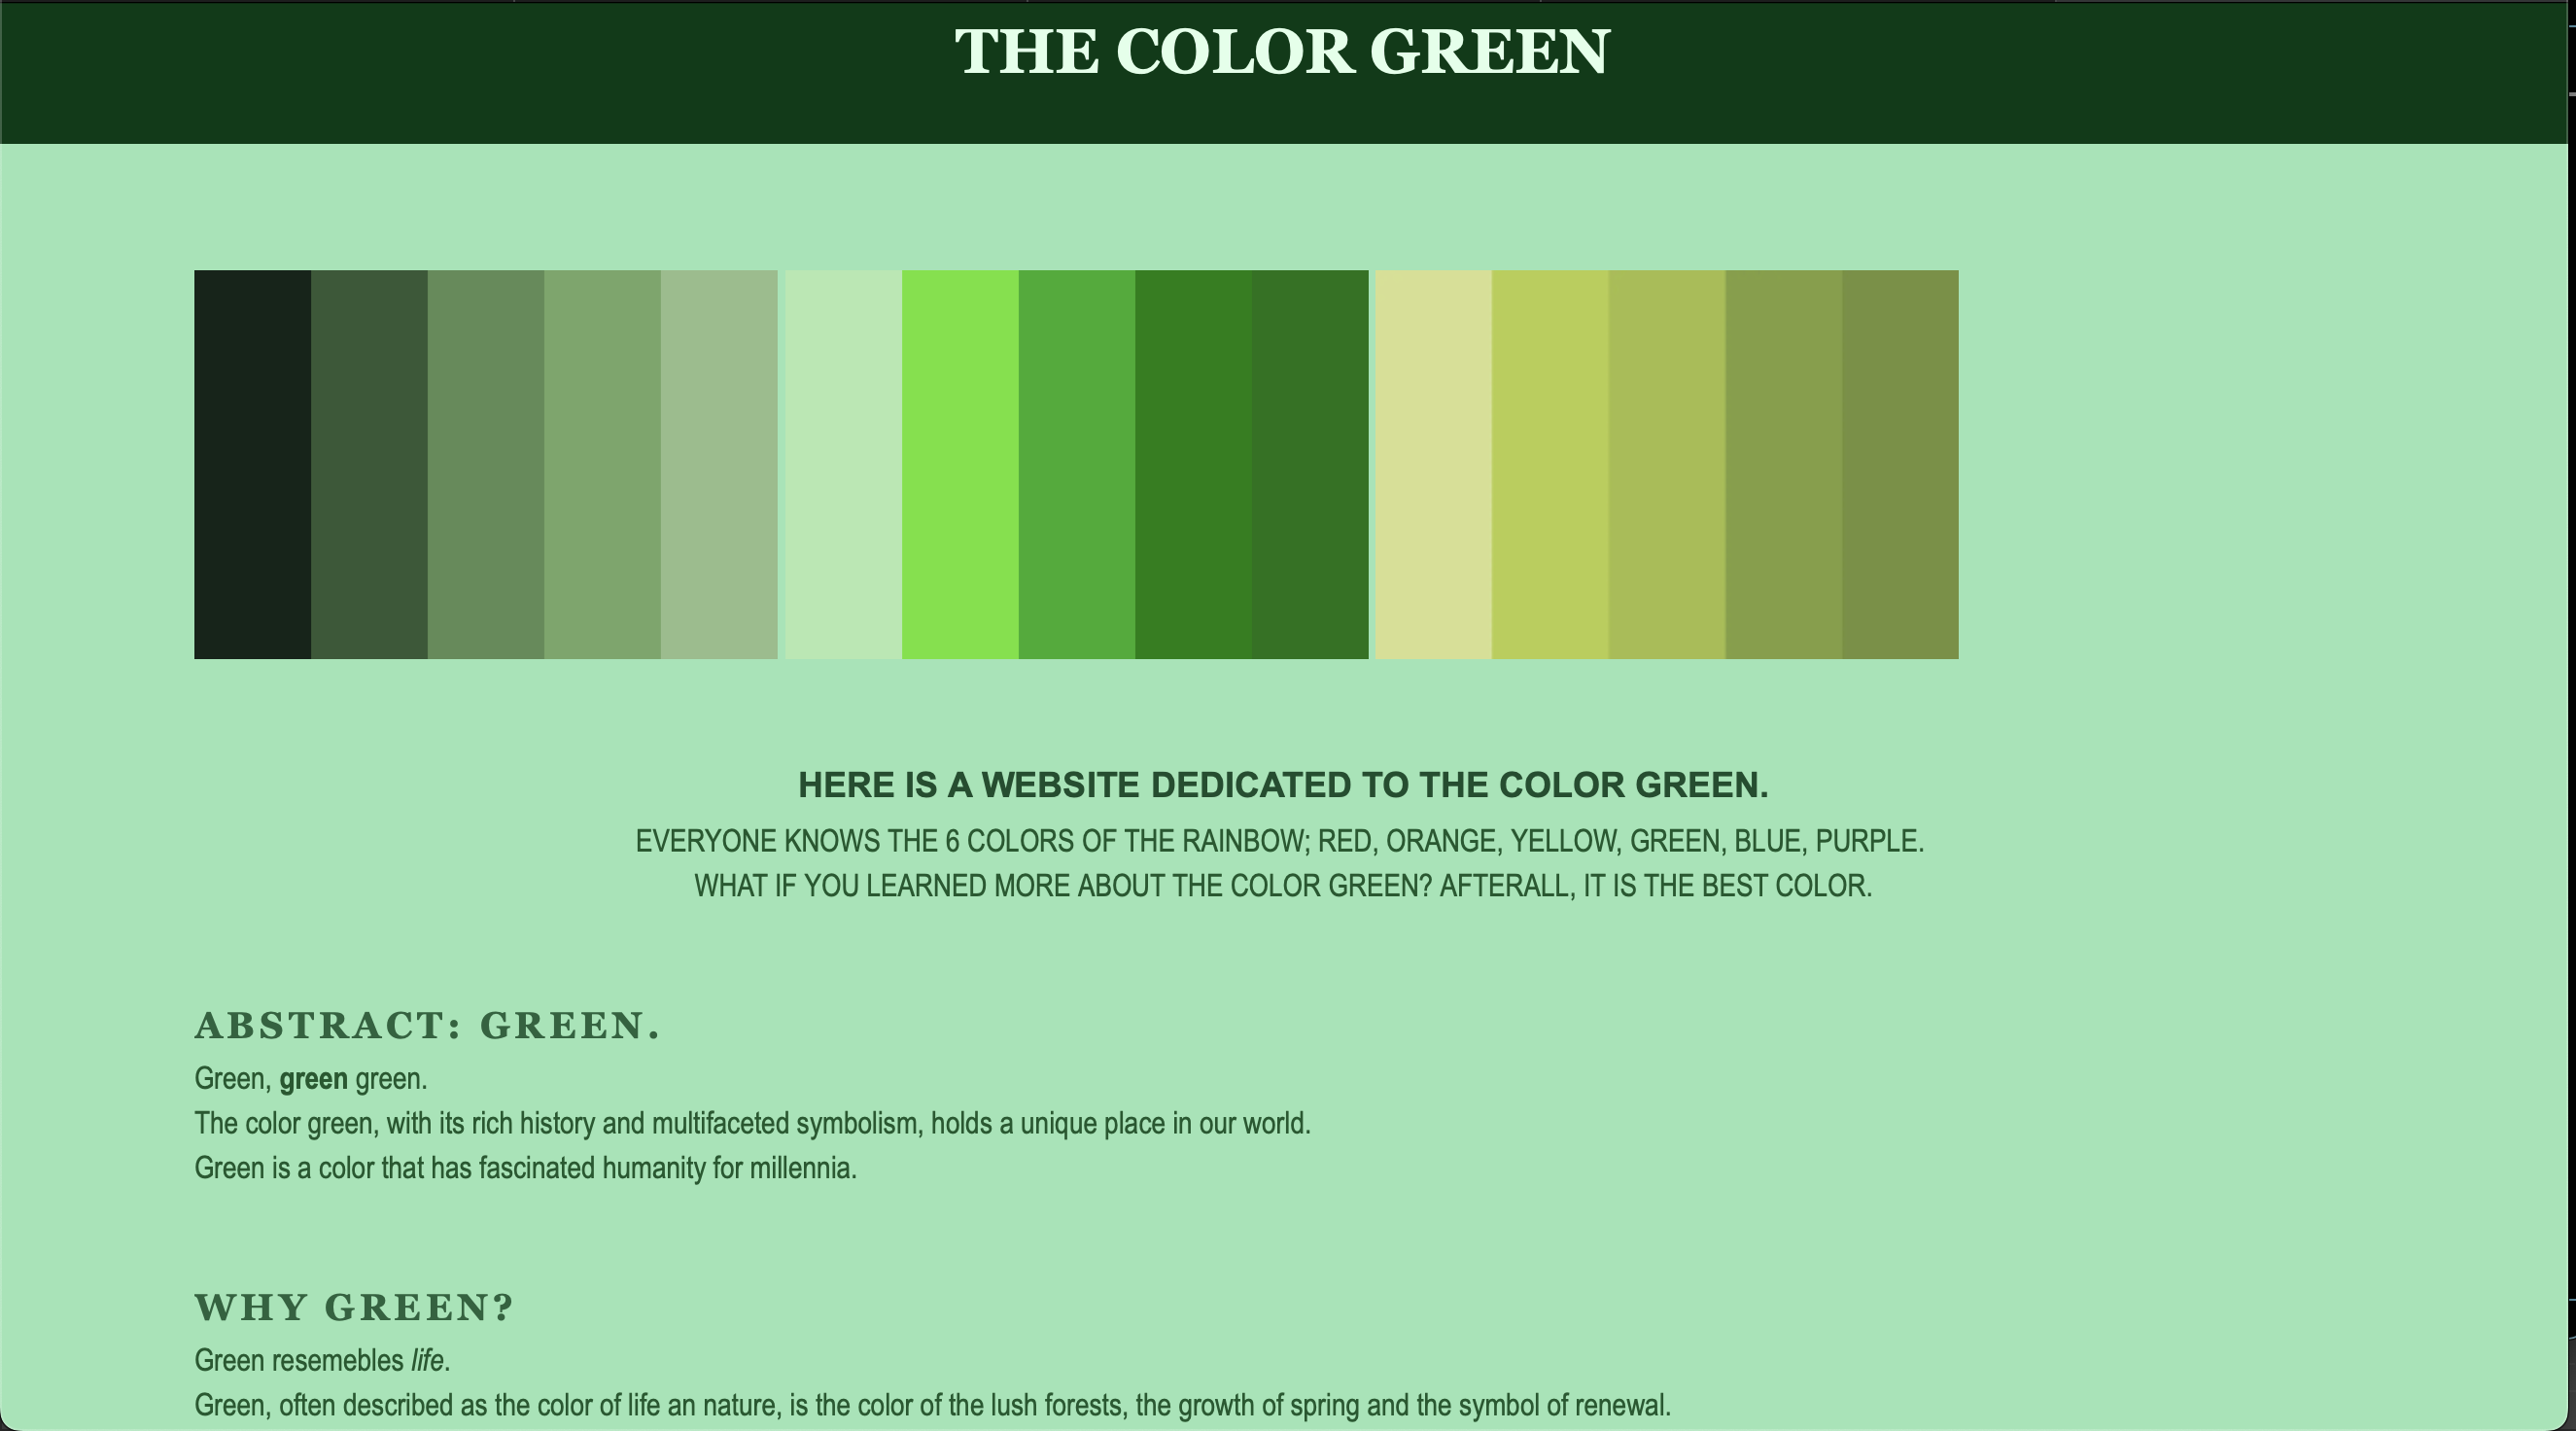 THE COLOR GREEN
HERE IS A WEBSITE DEDICATED TO THE COLOR GREEN.
EVERYONE KNOWS THE 6 COLORS OF THE RAINBOW; RED, ORANGE, YELLOW, GREEN, BLUE, PURPLE.
WHAT IF YOU LEARNED MORE ABOUT THE COLOR GREEN? AFTERALL, IT IS THE BEST COLOR.
ABSTRACT: GREEN.
Green, green green.
The color green, with its rich history and multifaceted symbolism, holds a unique place in our world.
Green is a color that has fascinated humanity for millennia.
WHY GREEN?
Green resemebles life.
Green, often described as the color of life an nature, is the color of the lush forests, the growth of spring and the symbol of renewal.